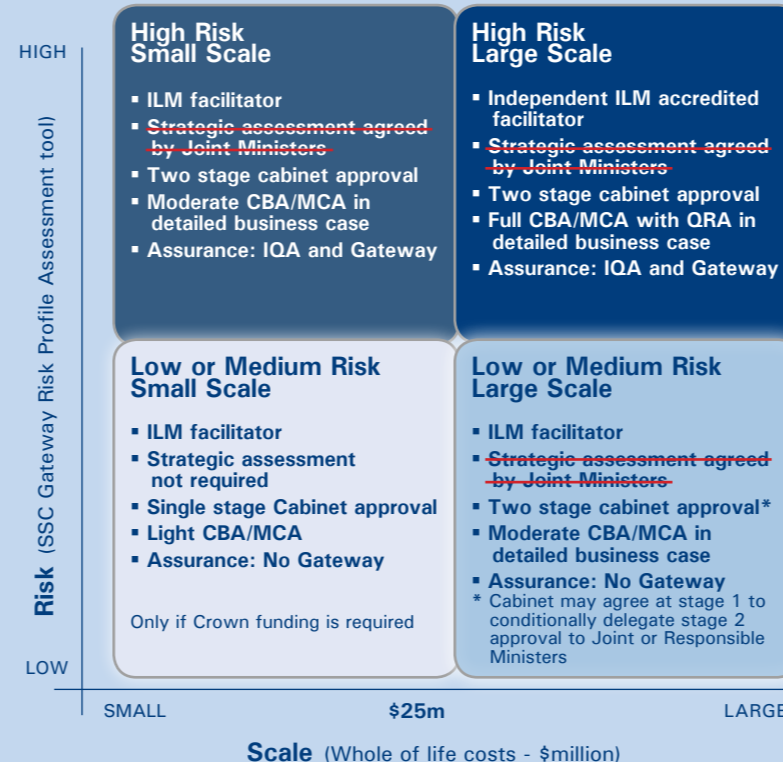 HIGH
Risk (SSC Gateway Risk Profile Assessment tool)
LOW
High Risk
Small Scale
▪ ILM facilitator
▪ Strategic assessment agreed
by Joint Ministers
▪ Two stage cabinet approval
▪ Moderate CBA/MCA in
detailed business case
▪ Assurance: IQA and Gateway
High Risk
Large Scale
▪ Independent ILM accredited
facilitator
▪ Strategic assessment agreed
by Joint Ministers
▪ Two stage cabinet approval
▪ Full CBA/MCA with QRA in
detailed business case
▪ Assurance: IQA and Gateway
Low or Medium Risk
Small Scale
▪ ILM facilitator
▪ Strategic assessment
not required
▪ Single stage Cabinet approval
▪ Light CBA/MCA
▪ Assurance: No Gateway
Only if Crown funding is required
Low or Medium Risk
Large Scale
▪ ILM facilitator
▪ Strategic assessment agreed
by Joint Ministers
▪ Two stage cabinet approval*
▪ Moderate CBA/MCA in
detailed business case
▪ Assurance: No Gateway
* Cabinet may agree at stage 1 to
conditionally delegate stage 2
approval to Joint or Responsible
Ministers
SMALL $25m LARGE
Scale (Whole of life costs - $million)